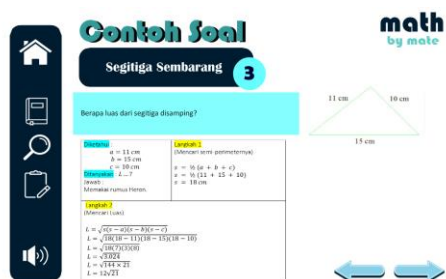 Contoh Soal
math
by mate
Segitiga Sembarang
3
Berapa luas dari segitiga disamping?
11 cm
10 cm
15 cm
Diketahui
a = 11 cm
b = 15 cm
c = 10 cm
Ditanyakan L...?
Jawab :
Memakai rumus Heron.
Langkah 1
(Mencari semi-perimeternya)
s = ½ (a + b + c)
s = ½ (11 + 15 + 10)
s = 18 cm
Langkah 2
(Mencari Luas)
L = √s(s − a)(s − b)(s − c)
L = √18(18 − 11)(18 − 15)(18 − 10)
L = √18(7)(3)(8)
L = √3.024
L = √144 × 21
L = 12√21